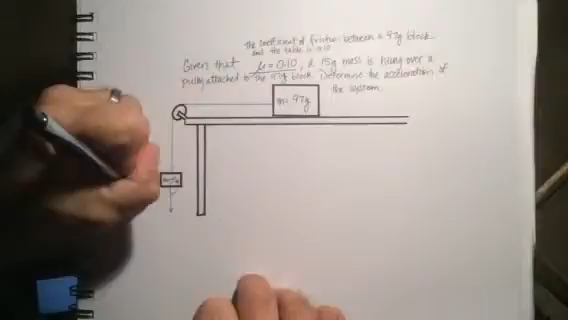 the coefficient of friction between a 97g block
and the table is 0.10
Given that μ = 0.10, a 15g mass is hung over a
pulley attached to the 97g block. Determine the acceleration of
the system.
m = 97g